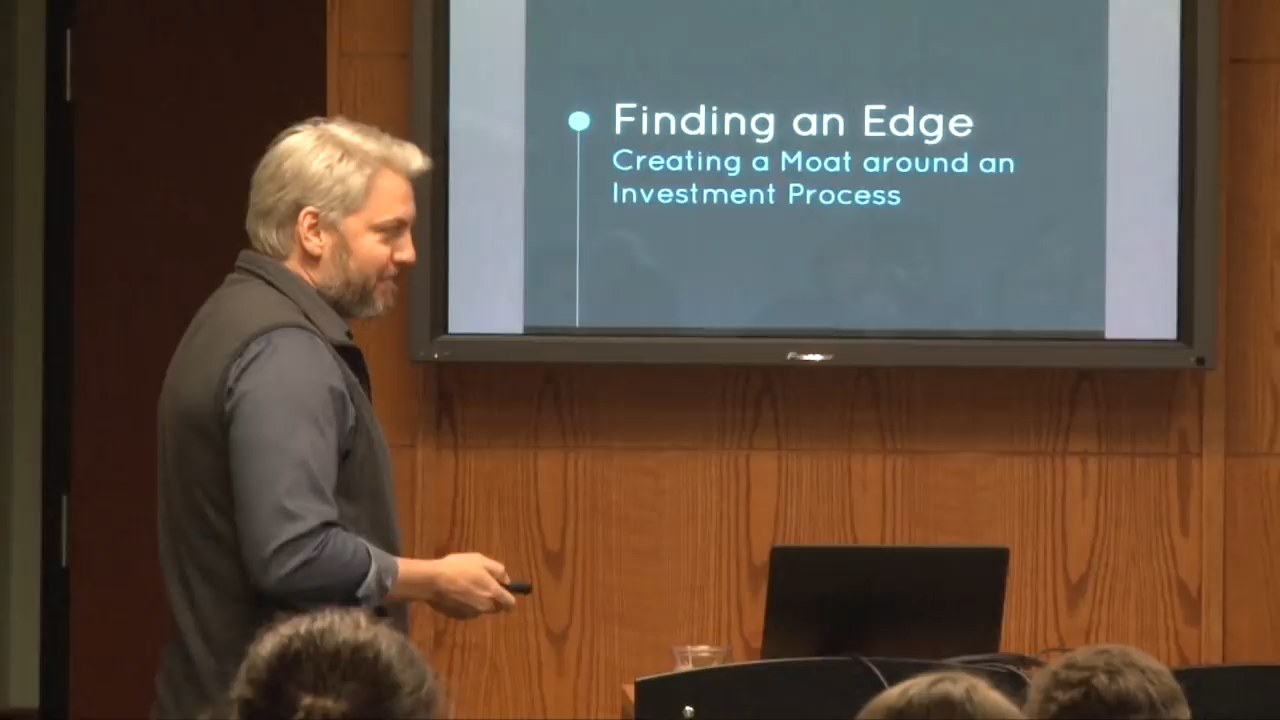 Finding an Edge
Creating a Moat around an
Investment Process